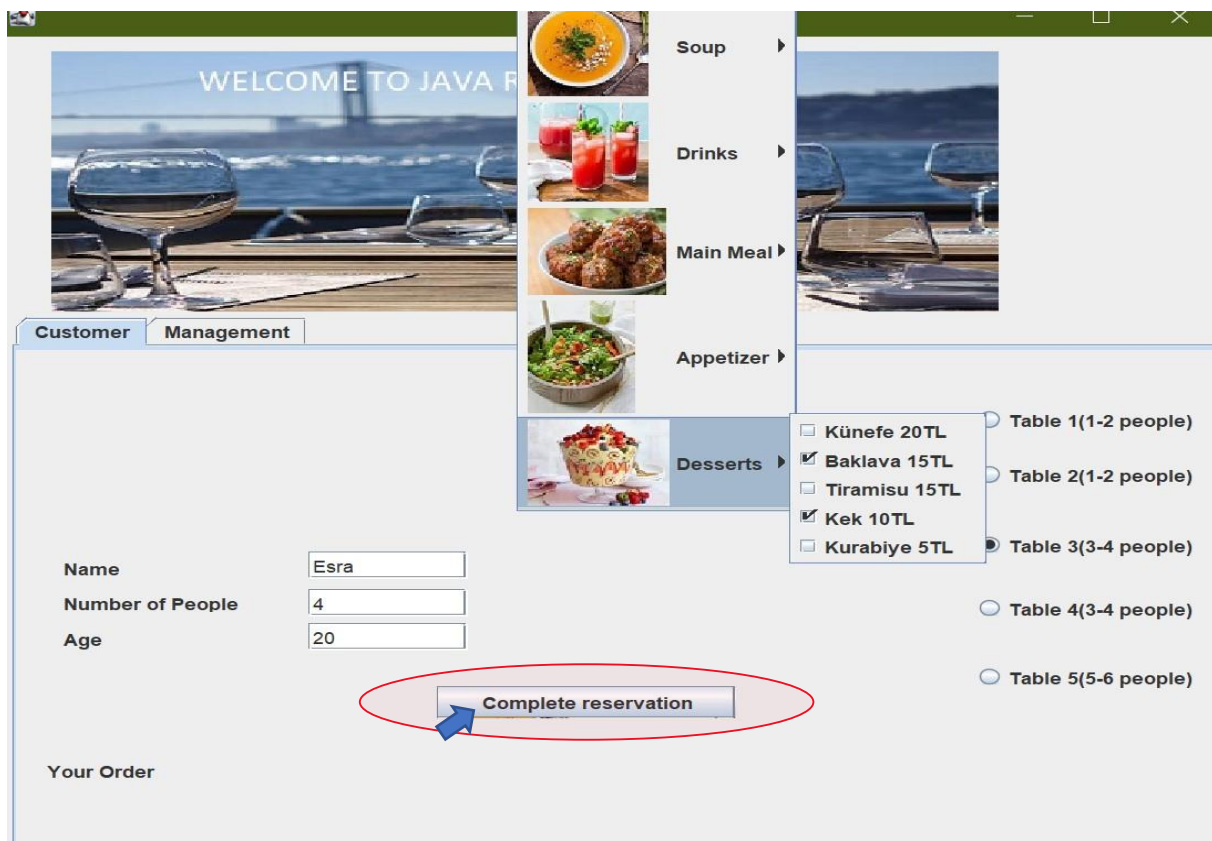 WELCOME TO JAVA
Soup
Drinks
Main Meal
Appetizer
Desserts
Künefe 20TL
Baklava 15TL
Tiramisu 15TL
Kek 10TL
Kurabiye 5TL
Customer
Management
Table 1(1-2 people)
Table 2(1-2 people)
Table 3(3-4 people)
Table 4(3-4 people)
Table 5(5-6 people)
Name
Esra
Number of People
4
Age
20
Complete reservation
Your Order